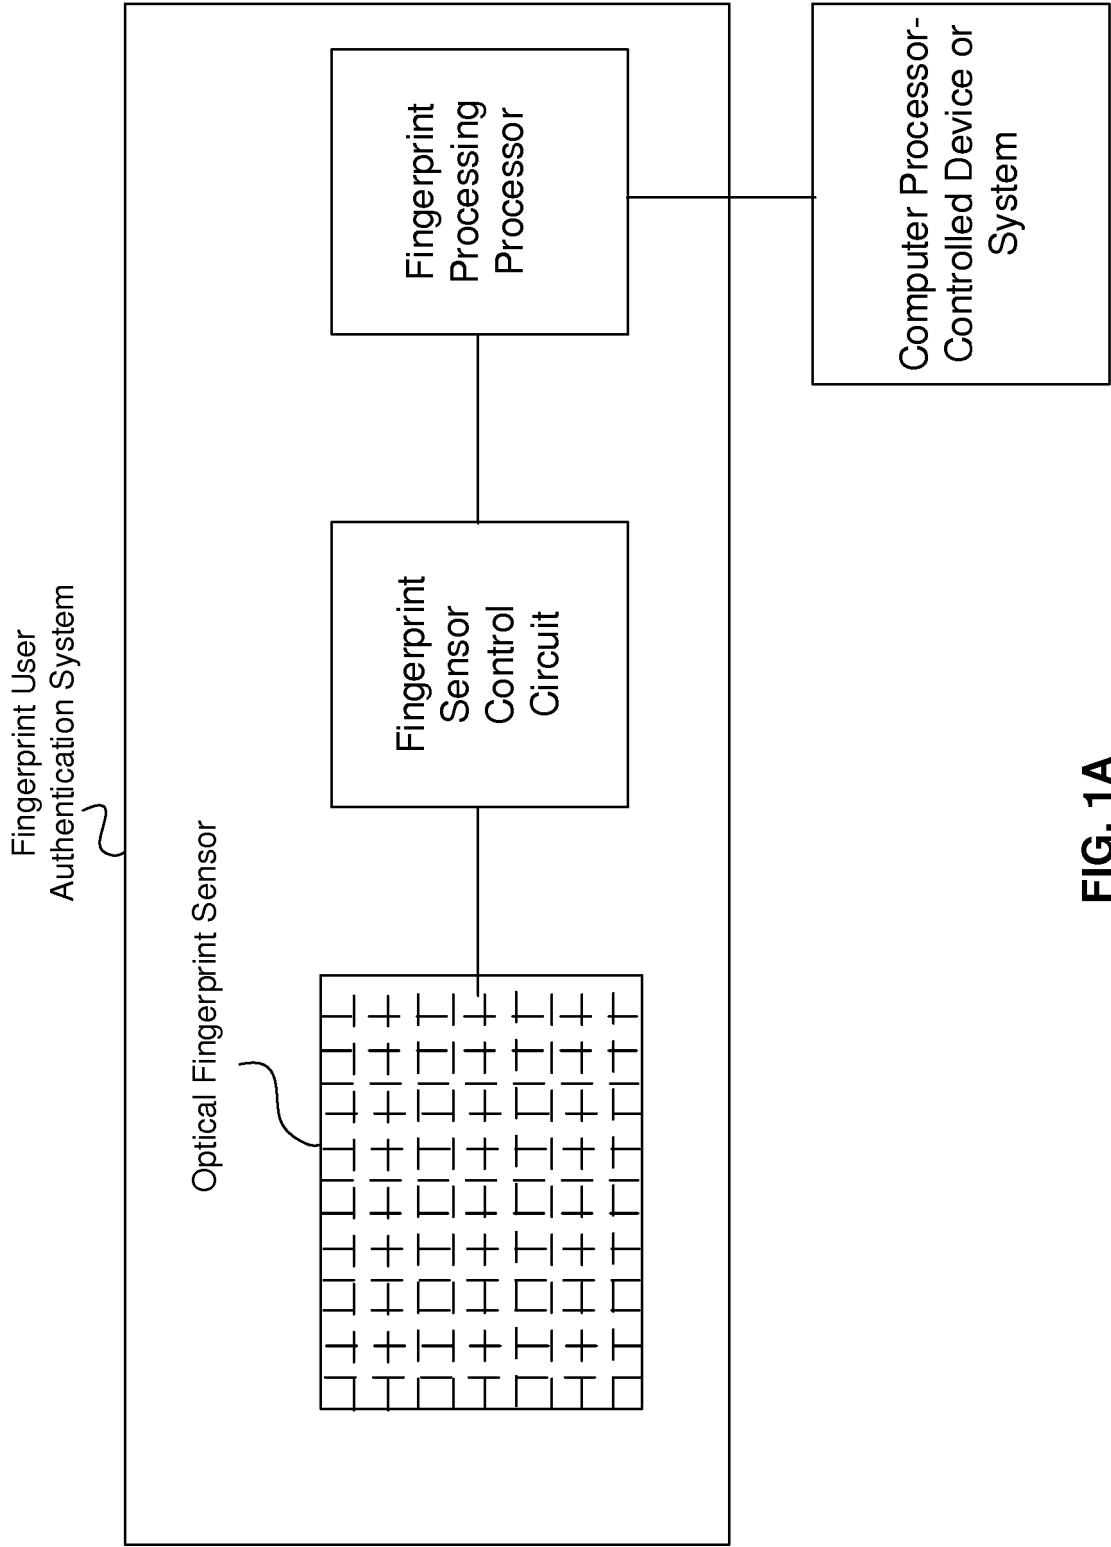 Fingerprint User
Authentication System
Optical Fingerprint Sensor
Fingerprint
Sensor
Control
Circuit
Fingerprint
Processing
Processor
Computer Processor-
Controlled Device or
System
FIG. 1A